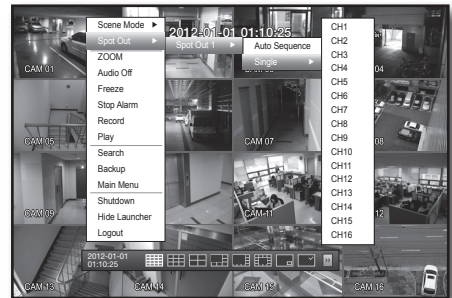 Scene Mode
2012-01-01 01:10:25
Spot Out
Spot Out 1
Auto Sequence
Single
CH1
CH2
CH3
CH4
CH5
CH6
CH7
CH8
CH9
CH10
CH11
CH12
CH13
CH14
CH15
CH16
ZOOM
Audio Off
Freeze
Stop Alarm
Record
Play
Search
Backup
Main Menu
Shutdown
Hide Launcher
Logout
CAM 01
04
CAM 05
CAM 07
08
CAM 09
CAM 11
12
2012-01-01
01:10:25
CAM 13
CAM 14
CAM 15
CAM 16